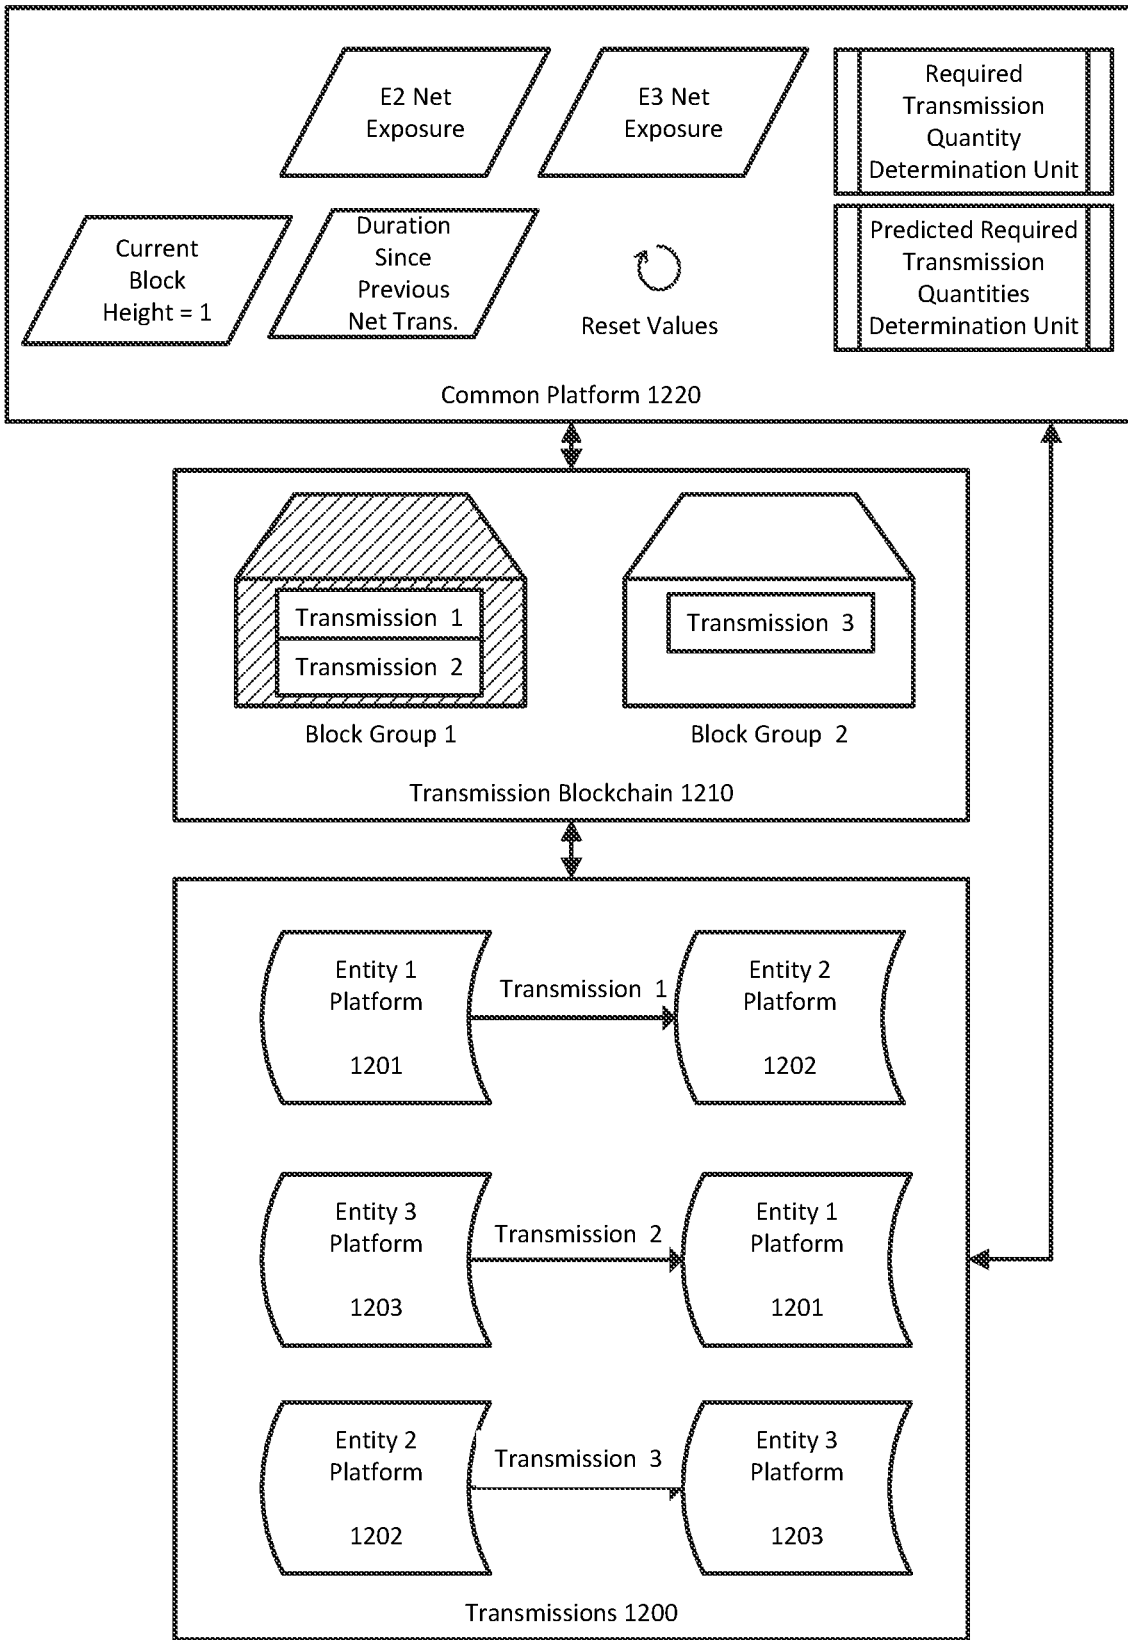 E2 Net
Exposure
E3 Net
Exposure
Required
Transmission
Quantity
Determination Unit
Current
Block
Height = 1
Duration
Since
Previous
Net Trans.
Reset Values
Predicted Required
Transmission
Quantities
Determination Unit
Common Platform 1220
Transmission 1
Transmission 2
Block Group 1
Transmission 3
Block Group 2
Transmission Blockchain 1210
Entity 1
Platform
1201
Transmission 1
Entity 2
Platform
1202
Entity 3
Platform
1203
Transmission 2
Entity 1
Platform
1201
Entity 2
Platform
1202
Transmission 3
Entity 3
Platform
1203
Transmissions 1200